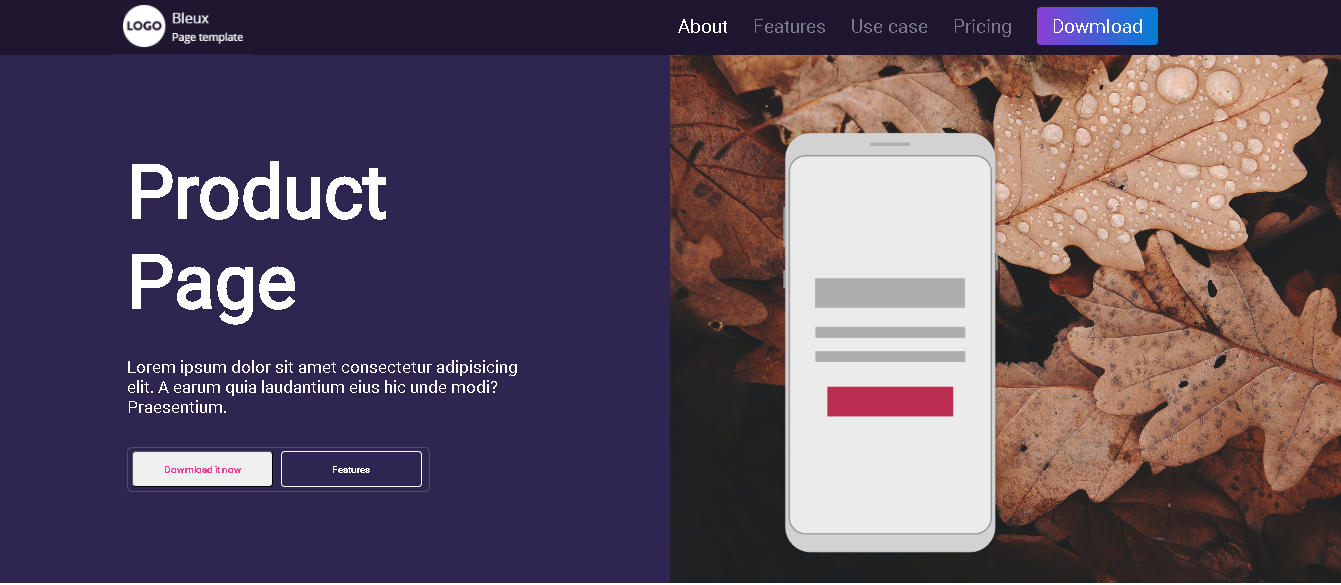 LOGO
Bleux
Page template
About
Features
Use case
Pricing
Download
Product
Page
Lorem ipsum dolor sit amet consectetur adipisicing
elit. A earum quia laudantium eius hic unde modi?
Praesentium.
Download it now
Features